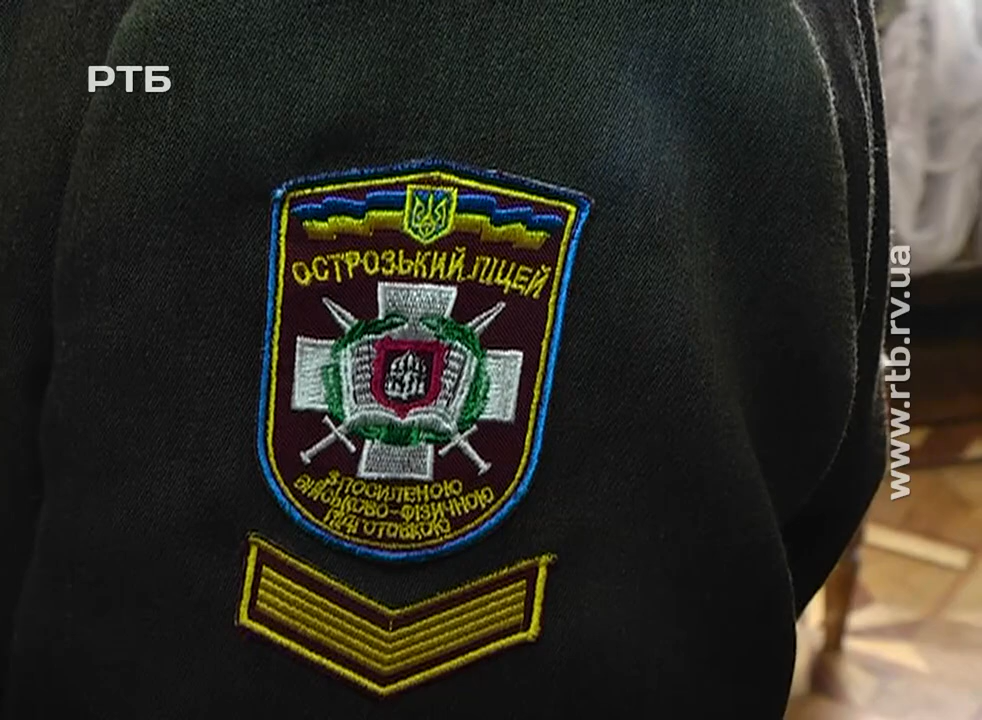 РТБ
ОСТРОЗЬКИЙ ЛІЦЕЙ
З ПОСИЛЕНОЮ
ВІЙСЬКОВО-ФІЗИЧНОЮ
ПІДГОТОВКОЮ
www.rtb.rv.ua